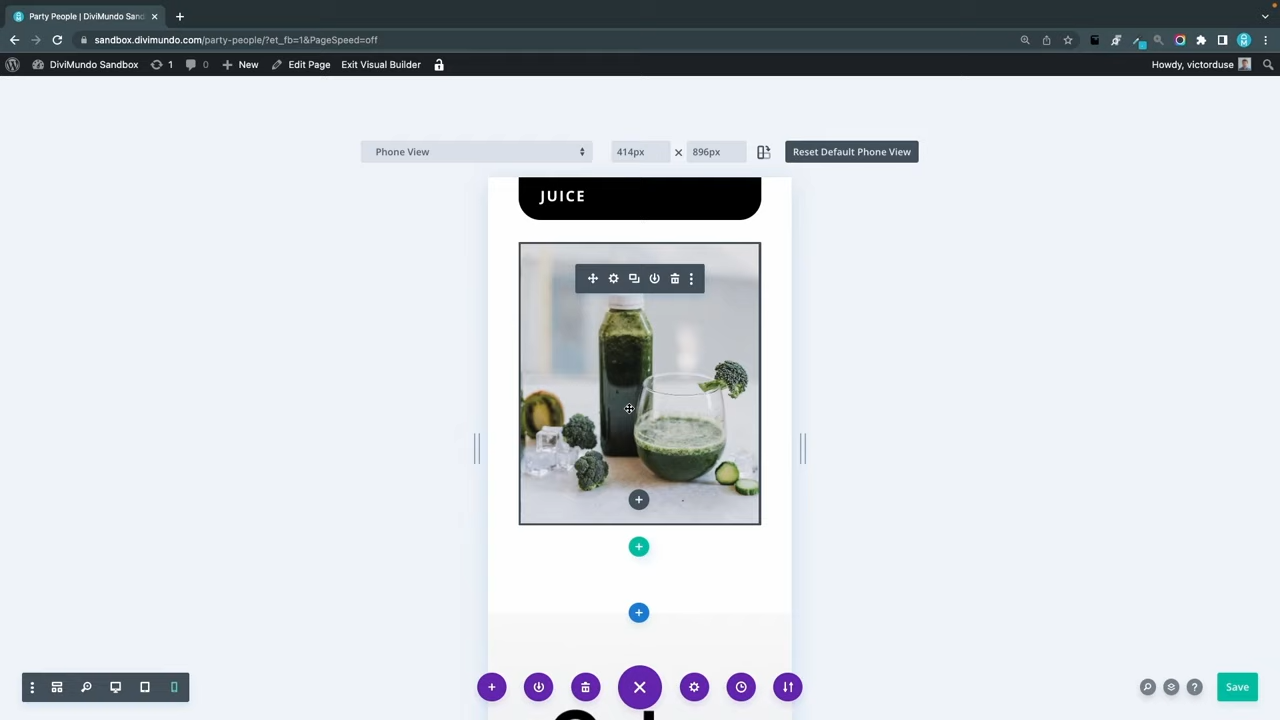 Party People | DiviMundo Sand
sandbox.divimundo.com/party-people/?et_fb=1&PageSpeed=off
DiviMundo Sandbox 1 0 New Edit Page Exit Visual Builder Howdy, victorduse
Phone View 414px × 896px Reset Default Phone View
JUICE
Save